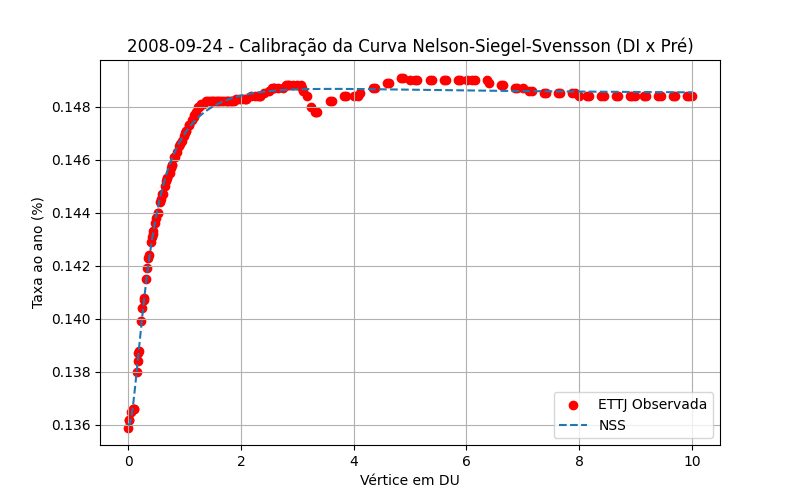 2008-09-24 - Calibração da Curva Nelson-Siegel-Svensson (DI x Pré)
Taxa ao ano (%)
0.148
0.146
0.144
0.142
0.140
0.138
0.136
ETTJ Observada
NSS
0 2 4 6 8 10
Vértice em DU